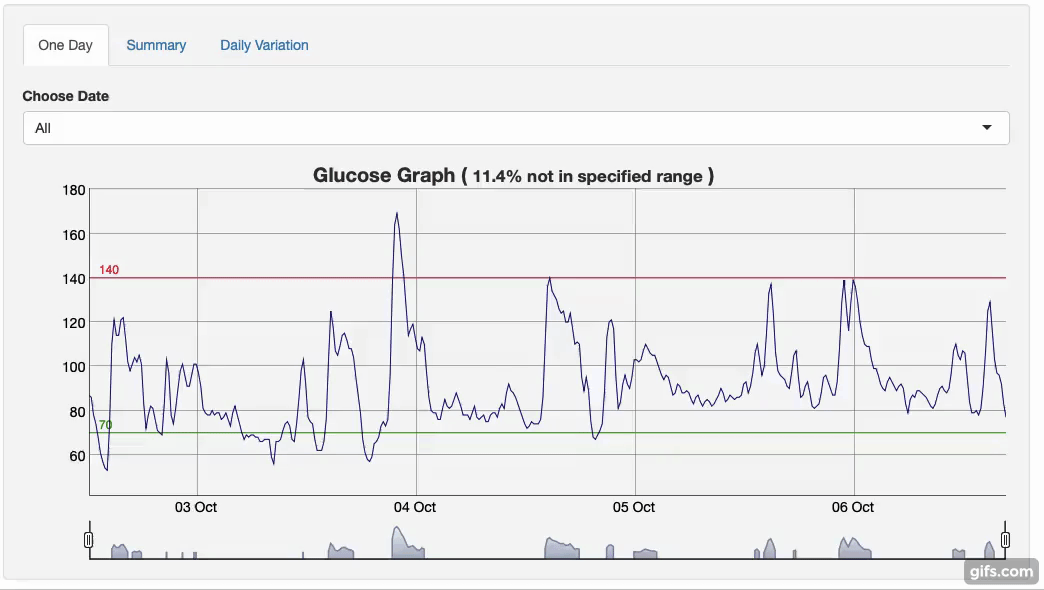 One Day Summary Daily Variation
Choose Date
All
Glucose Graph ( 11.4% not in specified range )
180
160
140
140
120
100
80
70
60
03 Oct 04 Oct 05 Oct 06 Oct
gifs.com